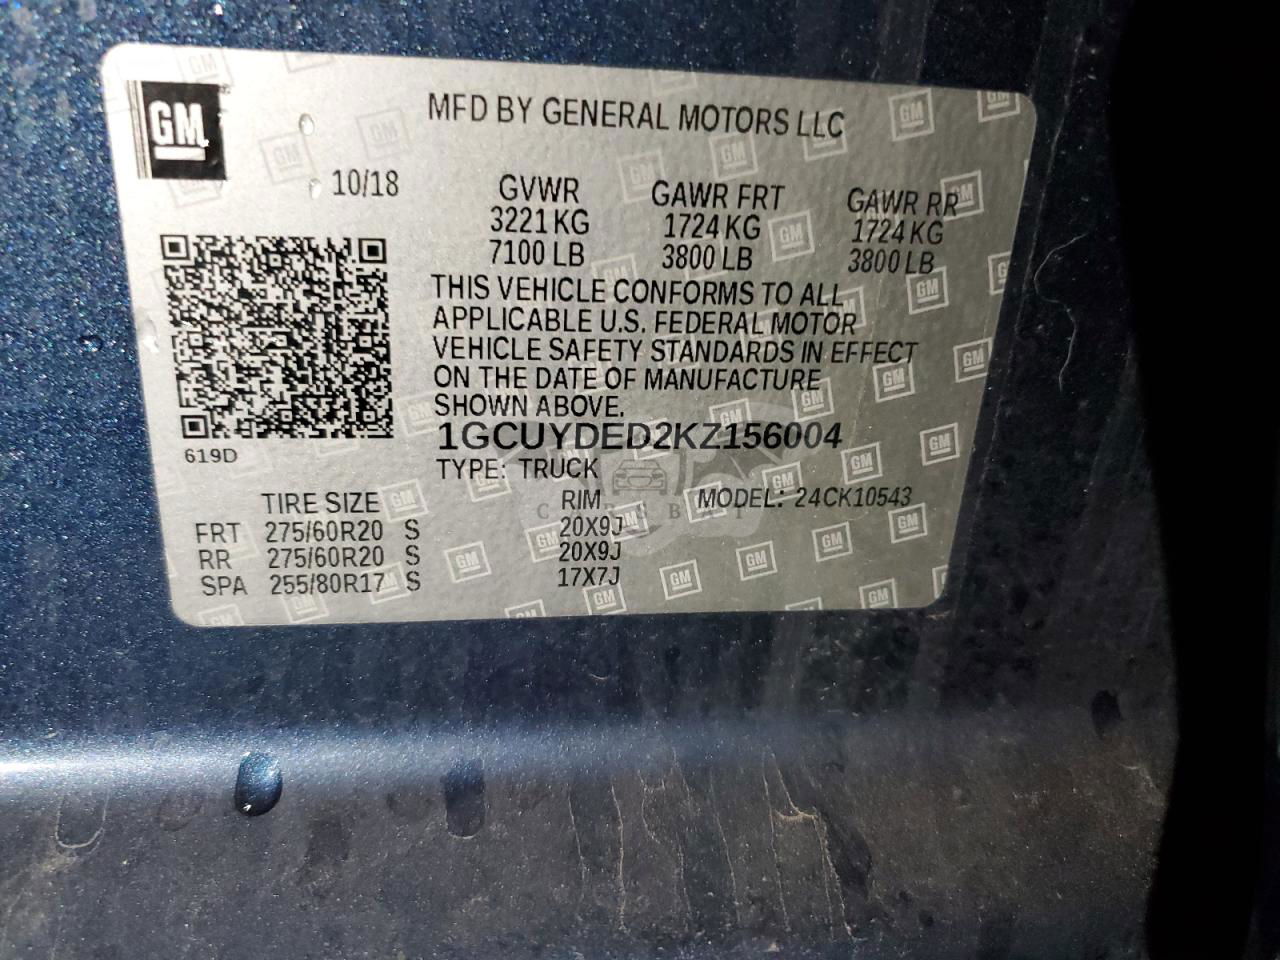 GM
MFD BY GENERAL MOTORS LLC
10/18
GVWR GAWR FRT GAWR RR
3221 KG 1724 KG 1724 KG
7100 LB 3800 LB 3800 LB
THIS VEHICLE CONFORMS TO ALL
APPLICABLE U.S. FEDERAL MOTOR
VEHICLE SAFETY STANDARDS IN EFFECT
ON THE DATE OF MANUFACTURE
SHOWN ABOVE.
1GCUYDED2KZ156004
619D
TYPE: TRUCK
TIRE SIZE RIM MODEL: 24CK10543
CARSBAT
FRT 275/60R20 S 20X9J
RR 275/60R20 S 20X9J
SPA 255/80R17 S 17X7J